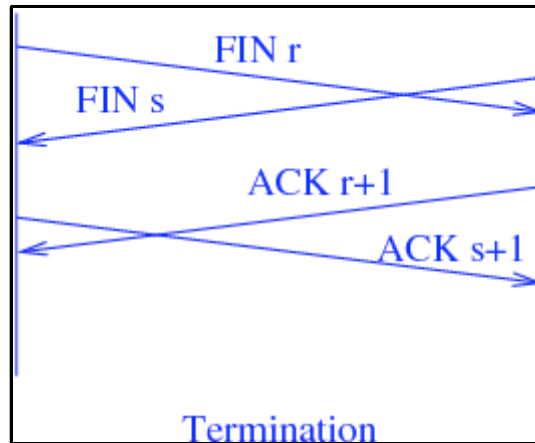 FIN r
FIN s
ACK r+1
ACK s+1
Termination